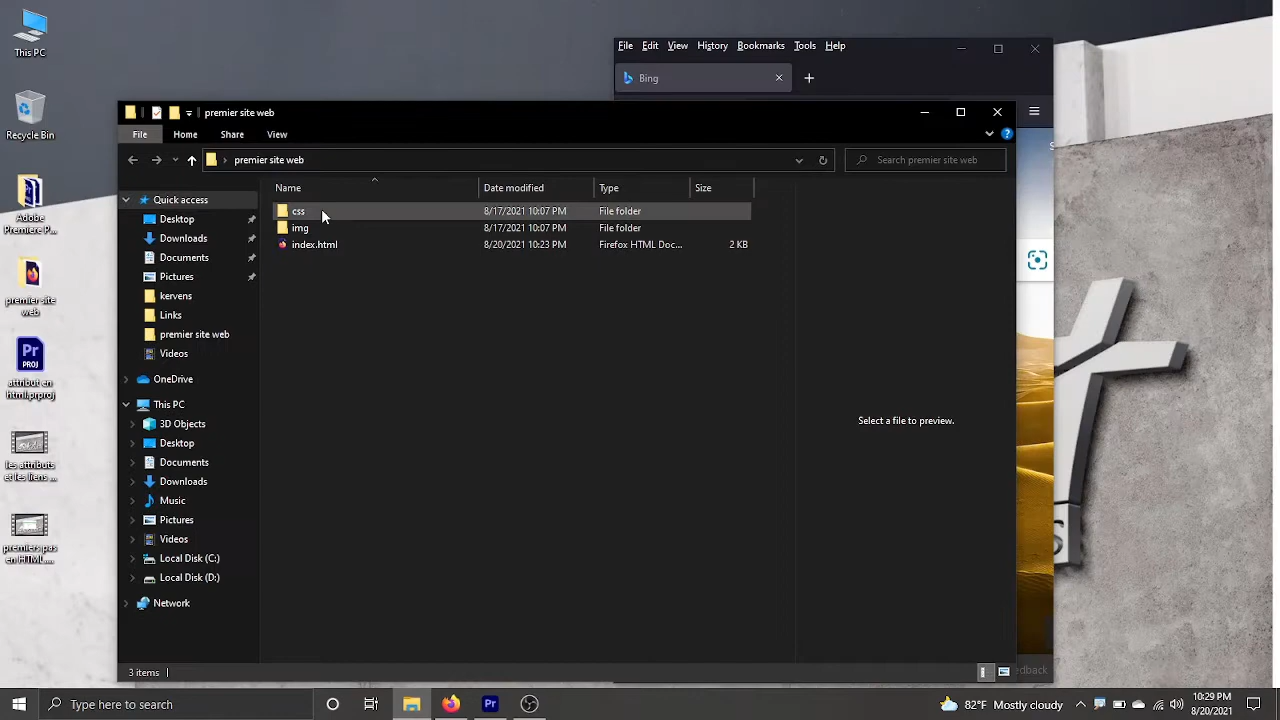 This PC
Recycle Bin
Adobe
Premiere P...
premier site
web
Pr
PROJ
attribut en
html.prproj
les attributs
et les liens ...
premiers pas
en HTML....
File Edit View History Bookmarks Tools Help
Bing
premier site web
File Home Share View
premier site web
Search premier site web
Name Date modified Type Size
css 8/17/2021 10:07 PM File folder
img 8/17/2021 10:07 PM File folder
index.html 8/20/2021 10:23 PM Firefox HTML Doc... 2 KB
Quick access
Desktop
Downloads
Documents
Pictures
kervens
Links
premier site web
Videos
OneDrive
This PC
3D Objects
Desktop
Documents
Downloads
Music
Pictures
Videos
Local Disk (C:)
Local Disk (D:)
Network
Select a file to preview.
3 items
edback
Type here to search
Pr
82°F Mostly cloudy
10:29 PM
8/20/2021